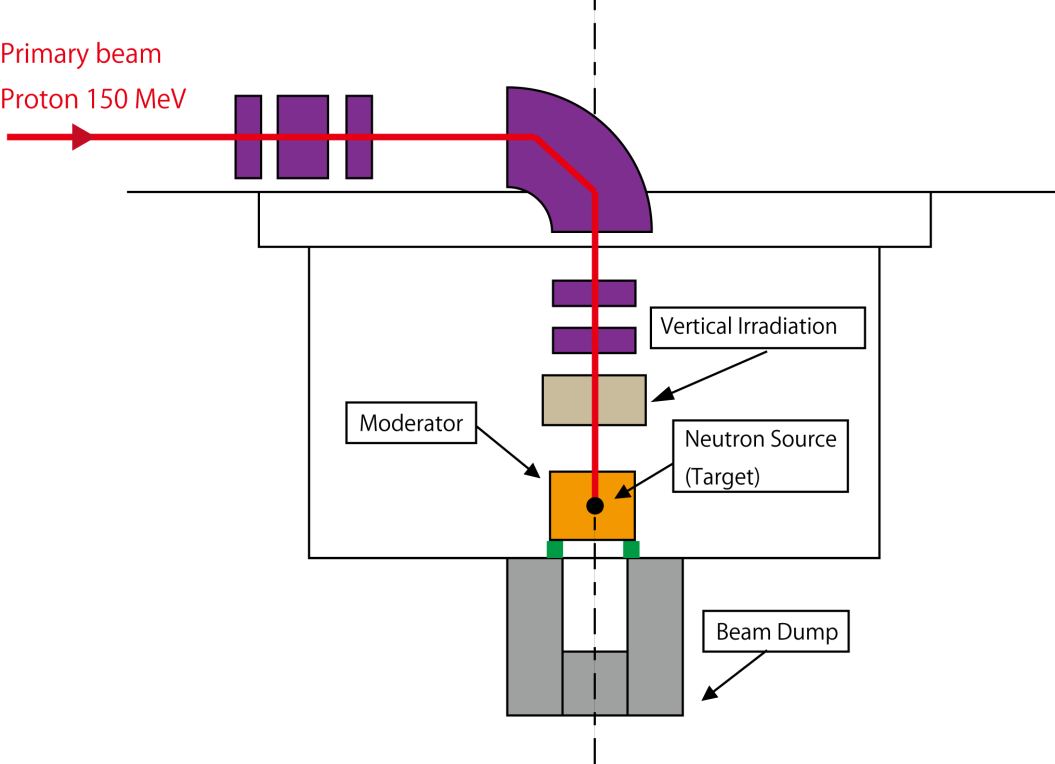 Primary beam
Proton 150 MeV
Vertical Irradiation
Moderator
Neutron Source
(Target)
Beam Dump